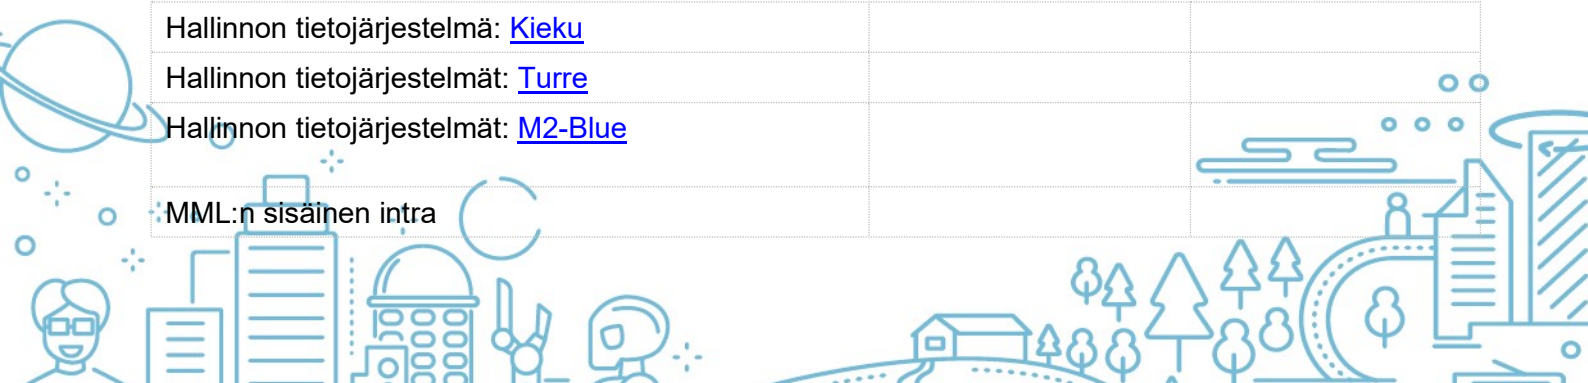 Hallinnon tietojärjestelmä: Kieku
Hallinnon tietojärjestelmät: Turre
Hallinnon tietojärjestelmät: M2-Blue
MML:n sisäinen intra